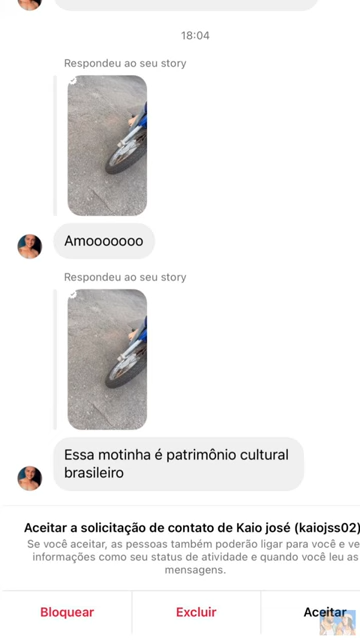 18:04
Respondeu ao seu story
Amooooooo
Respondeu ao seu story
Essa motinha é patrimônio cultural
brasileiro
Aceitar a solicitação de contato de Kaio josé (kaiojss02)
Se você aceitar, as pessoas também poderão ligar para você e ve
informações como seu status de atividade e quando você leu as
mensagens.
Bloquear
Excluir
Aceitar